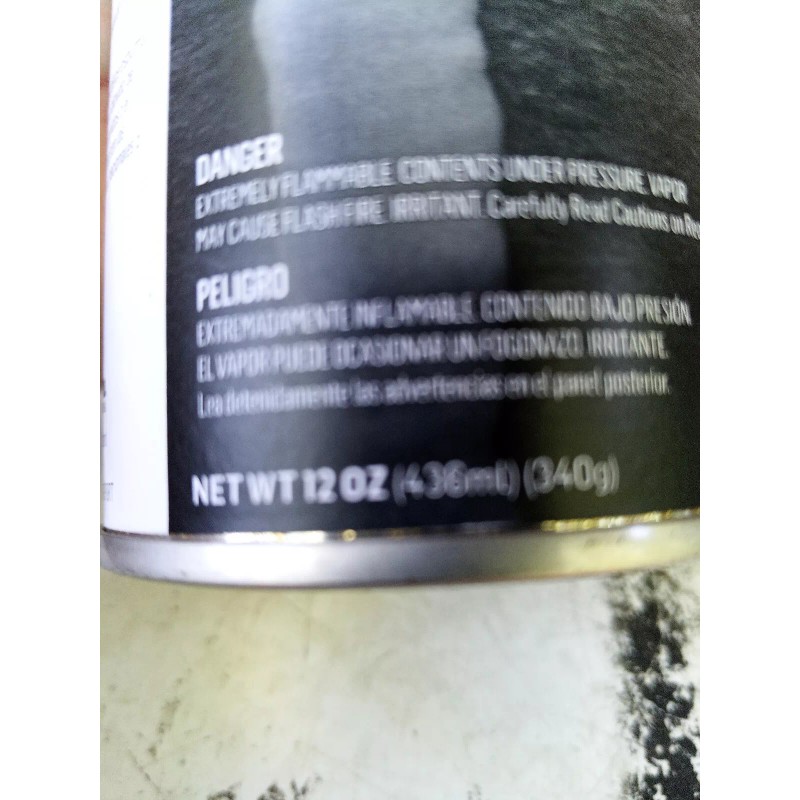 DANGER
EXTREMELY FLAMMABLE. CONTENTS UNDER PRESSURE. VAPOR
MAY CAUSE FLASH FIRE. IRRITANT. Carefully Read Cautions on
PELIGRO
EXTREMADAMENTE INFLAMMABLE. CONTENIDO BAJO PRESIÓN.
EL VAPOR PUEDE OCASIONAR UN FOGONAZO. IRRITANTE.
Lea detenidamente las advertencias en el panel posterior.
NET WT 12 OZ (436ml) (340g)